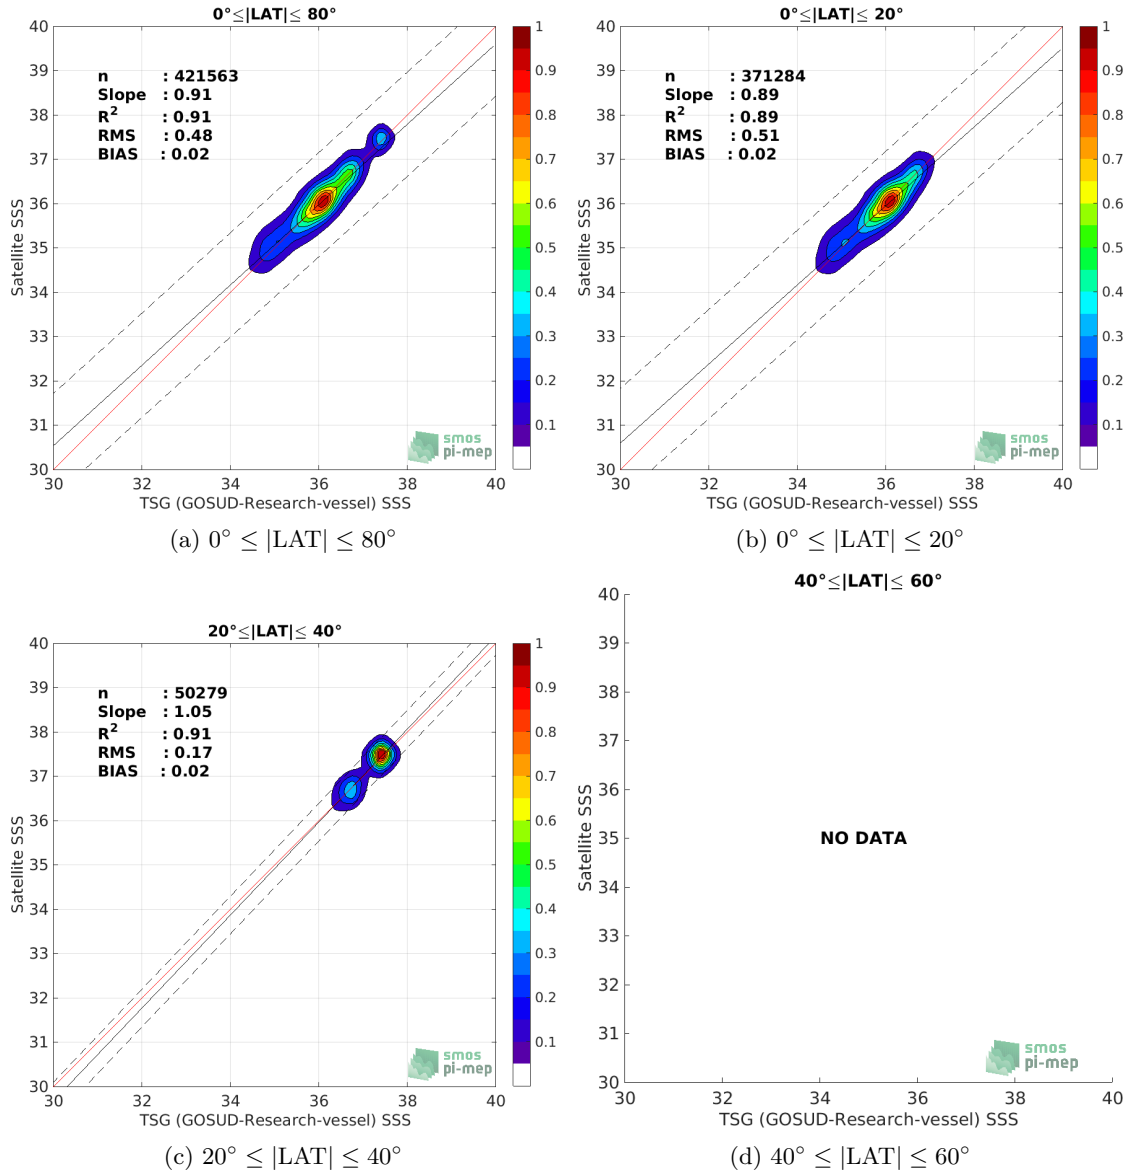 0°≤|LAT|≤ 80°
n : 421563
Slope : 0.91
R² : 0.91
RMS : 0.48
BIAS : 0.02
Satellite SSS
40
39
38
37
36
35
34
33
32
31
30
30 32 34 36 38 40
TSG (GOSUD-Research-vessel) SSS
1
0.9
0.8
0.7
0.6
0.5
0.4
0.3
0.2
0.1
smos
pi-mep
(a) 0° ≤ |LAT| ≤ 80°
0°≤|LAT|≤ 20°
n : 371284
Slope : 0.89
R² : 0.89
RMS : 0.51
BIAS : 0.02
Satellite SSS
40
39
38
37
36
35
34
33
32
31
30
30 32 34 36 38 40
TSG (GOSUD-Research-vessel) SSS
1
0.9
0.8
0.7
0.6
0.5
0.4
0.3
0.2
0.1
smos
pi-mep
(b) 0° ≤ |LAT| ≤ 20°
20°≤|LAT|≤ 40°
n : 50279
Slope : 1.05
R² : 0.91
RMS : 0.17
BIAS : 0.02
Satellite SSS
40
39
38
37
36
35
34
33
32
31
30
30 32 34 36 38 40
TSG (GOSUD-Research-vessel) SSS
1
0.9
0.8
0.7
0.6
0.5
0.4
0.3
0.2
0.1
smos
pi-mep
(c) 20° ≤ |LAT| ≤ 40°
40°≤|LAT|≤ 60°
NO DATA
Satellite SSS
40
39
38
37
36
35
34
33
32
31
30
30 32 34 36 38 40
TSG (GOSUD-Research-vessel) SSS
smos
pi-mep
(d) 40° ≤ |LAT| ≤ 60°